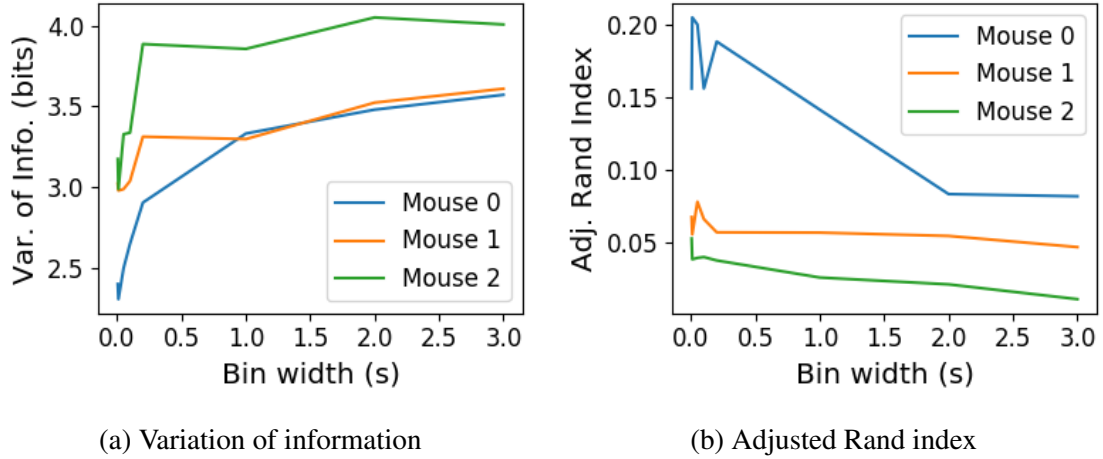 4.0
3.5
3.0
2.5
Var. of Info. (bits)
Mouse 0
Mouse 1
Mouse 2
0.0 0.5 1.0 1.5 2.0 2.5 3.0
Bin width (s)
(a) Variation of information
0.20
0.15
0.10
0.05
Adj. Rand Index
Mouse 0
Mouse 1
Mouse 2
0.0 0.5 1.0 1.5 2.0 2.5 3.0
Bin width (s)
(b) Adjusted Rand index